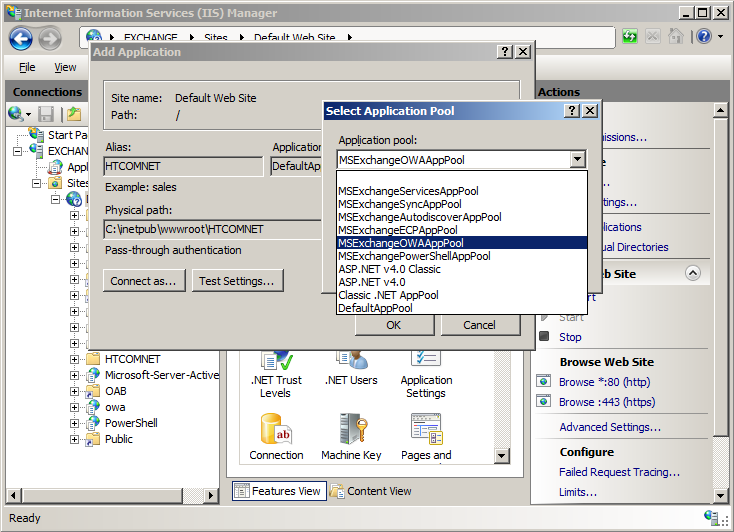 Internet Information Services (IIS) Manager
EXCHANGE
Sites
Default Web Site
File
View
Connections
Start Pa
EXCHAN
Appl
Sites
HTCOMNET
Microsoft-Server-Active
OAB
owa
PowerShell
Public
Add Application
Site name: Default Web Site
Path: /
Alias:
Application
HTCOMNET
DefaultAp
Example: sales
Physical path:
C:\inetpub\wwwroot\HTCOMNET
Pass-through authentication
Connect as...
Test Settings...
OK
Cancel
Select Application Pool
Application pool:
MSExchangeOWAAppPool
MSExchangeServicesAppPool
MSExchangeSyncAppPool
MSExchangeAutodiscoverAppPool
MSExchangeECPAppPool
MSExchangeOWAAppPool
MSExchangePowerShellAppPool
ASP.NET v4.0 Classic
ASP.NET v4.0
Classic .NET AppPool
DefaultAppPool
.NET Trust
Levels
.NET Users
Application
Settings
ab
Connection
Machine Key
Pages and
Features View
Content View
Actions
missions...
ttings...
plications
ual Directories
b Site
rt
Start
Stop
Browse Web Site
Browse *:80 (http)
Browse :443 (https)
Advanced Settings...
Configure
Failed Request Tracing...
Limits...
Ready